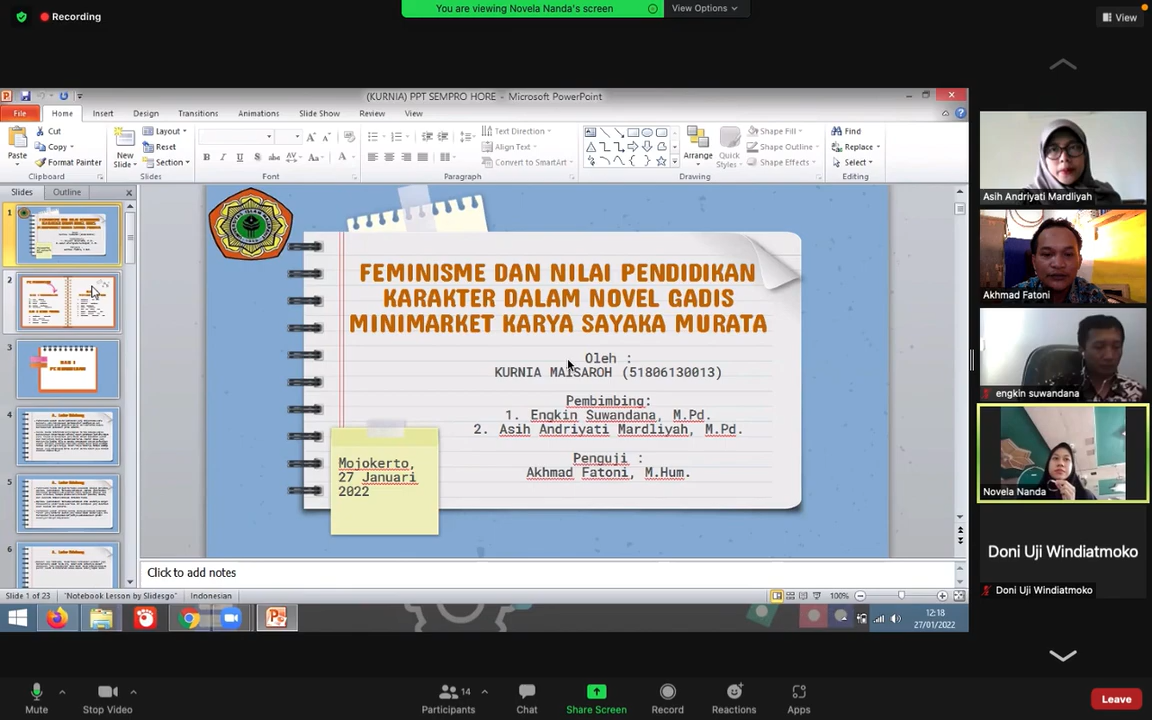 Recording
You are viewing Novela Nanda's screen
View Options
View
(KURNIA) PPT SEMPRO HORE - Microsoft PowerPoint
File
Home
Insert
Design
Transitions
Animations
Slide Show
Review
View
Paste
Cut
Copy
Format Painter
Clipboard
New Slide
Layout
Reset
Section
Slides
Font
Paragraph
Text Direction
Align Text
Convert to SmartArt
Arrange
Quick Styles
Shape Fill
Shape Outline
Shape Effects
Drawing
Find
Replace
Select
Editing
Slides
Outline
1
2
3
4
5
6
FEMINISME DAN NILAI PENDIDIKAN
KARAKTER DALAM NOVEL GADIS
MINIMARKET KARYA SAYAKA MURATA
Oleh :
KURNIA MAISAROH (51806130013)
Pembimbing:
1. Engkin Suwandana, M.Pd.
2. Asih Andriyati Mardliyah, M.Pd.
Penguji :
Akhmad Fatoni, M.Hum.
Mojokerto,
27 Januari
2022
Click to add notes
Slide 1 of 23
"Notebook Lesson by Slidesgo"
Indonesian
100%
12:18
27/01/2022
Asih Andriyati Mardliyah
Akhmad Fatoni
engkin suwandana
Novela Nanda
Doni Uji Windiatmoko
Doni Uji Windiatmoko
Mute
Stop Video
14
Participants
Chat
Share Screen
Record
Reactions
Apps
Leave